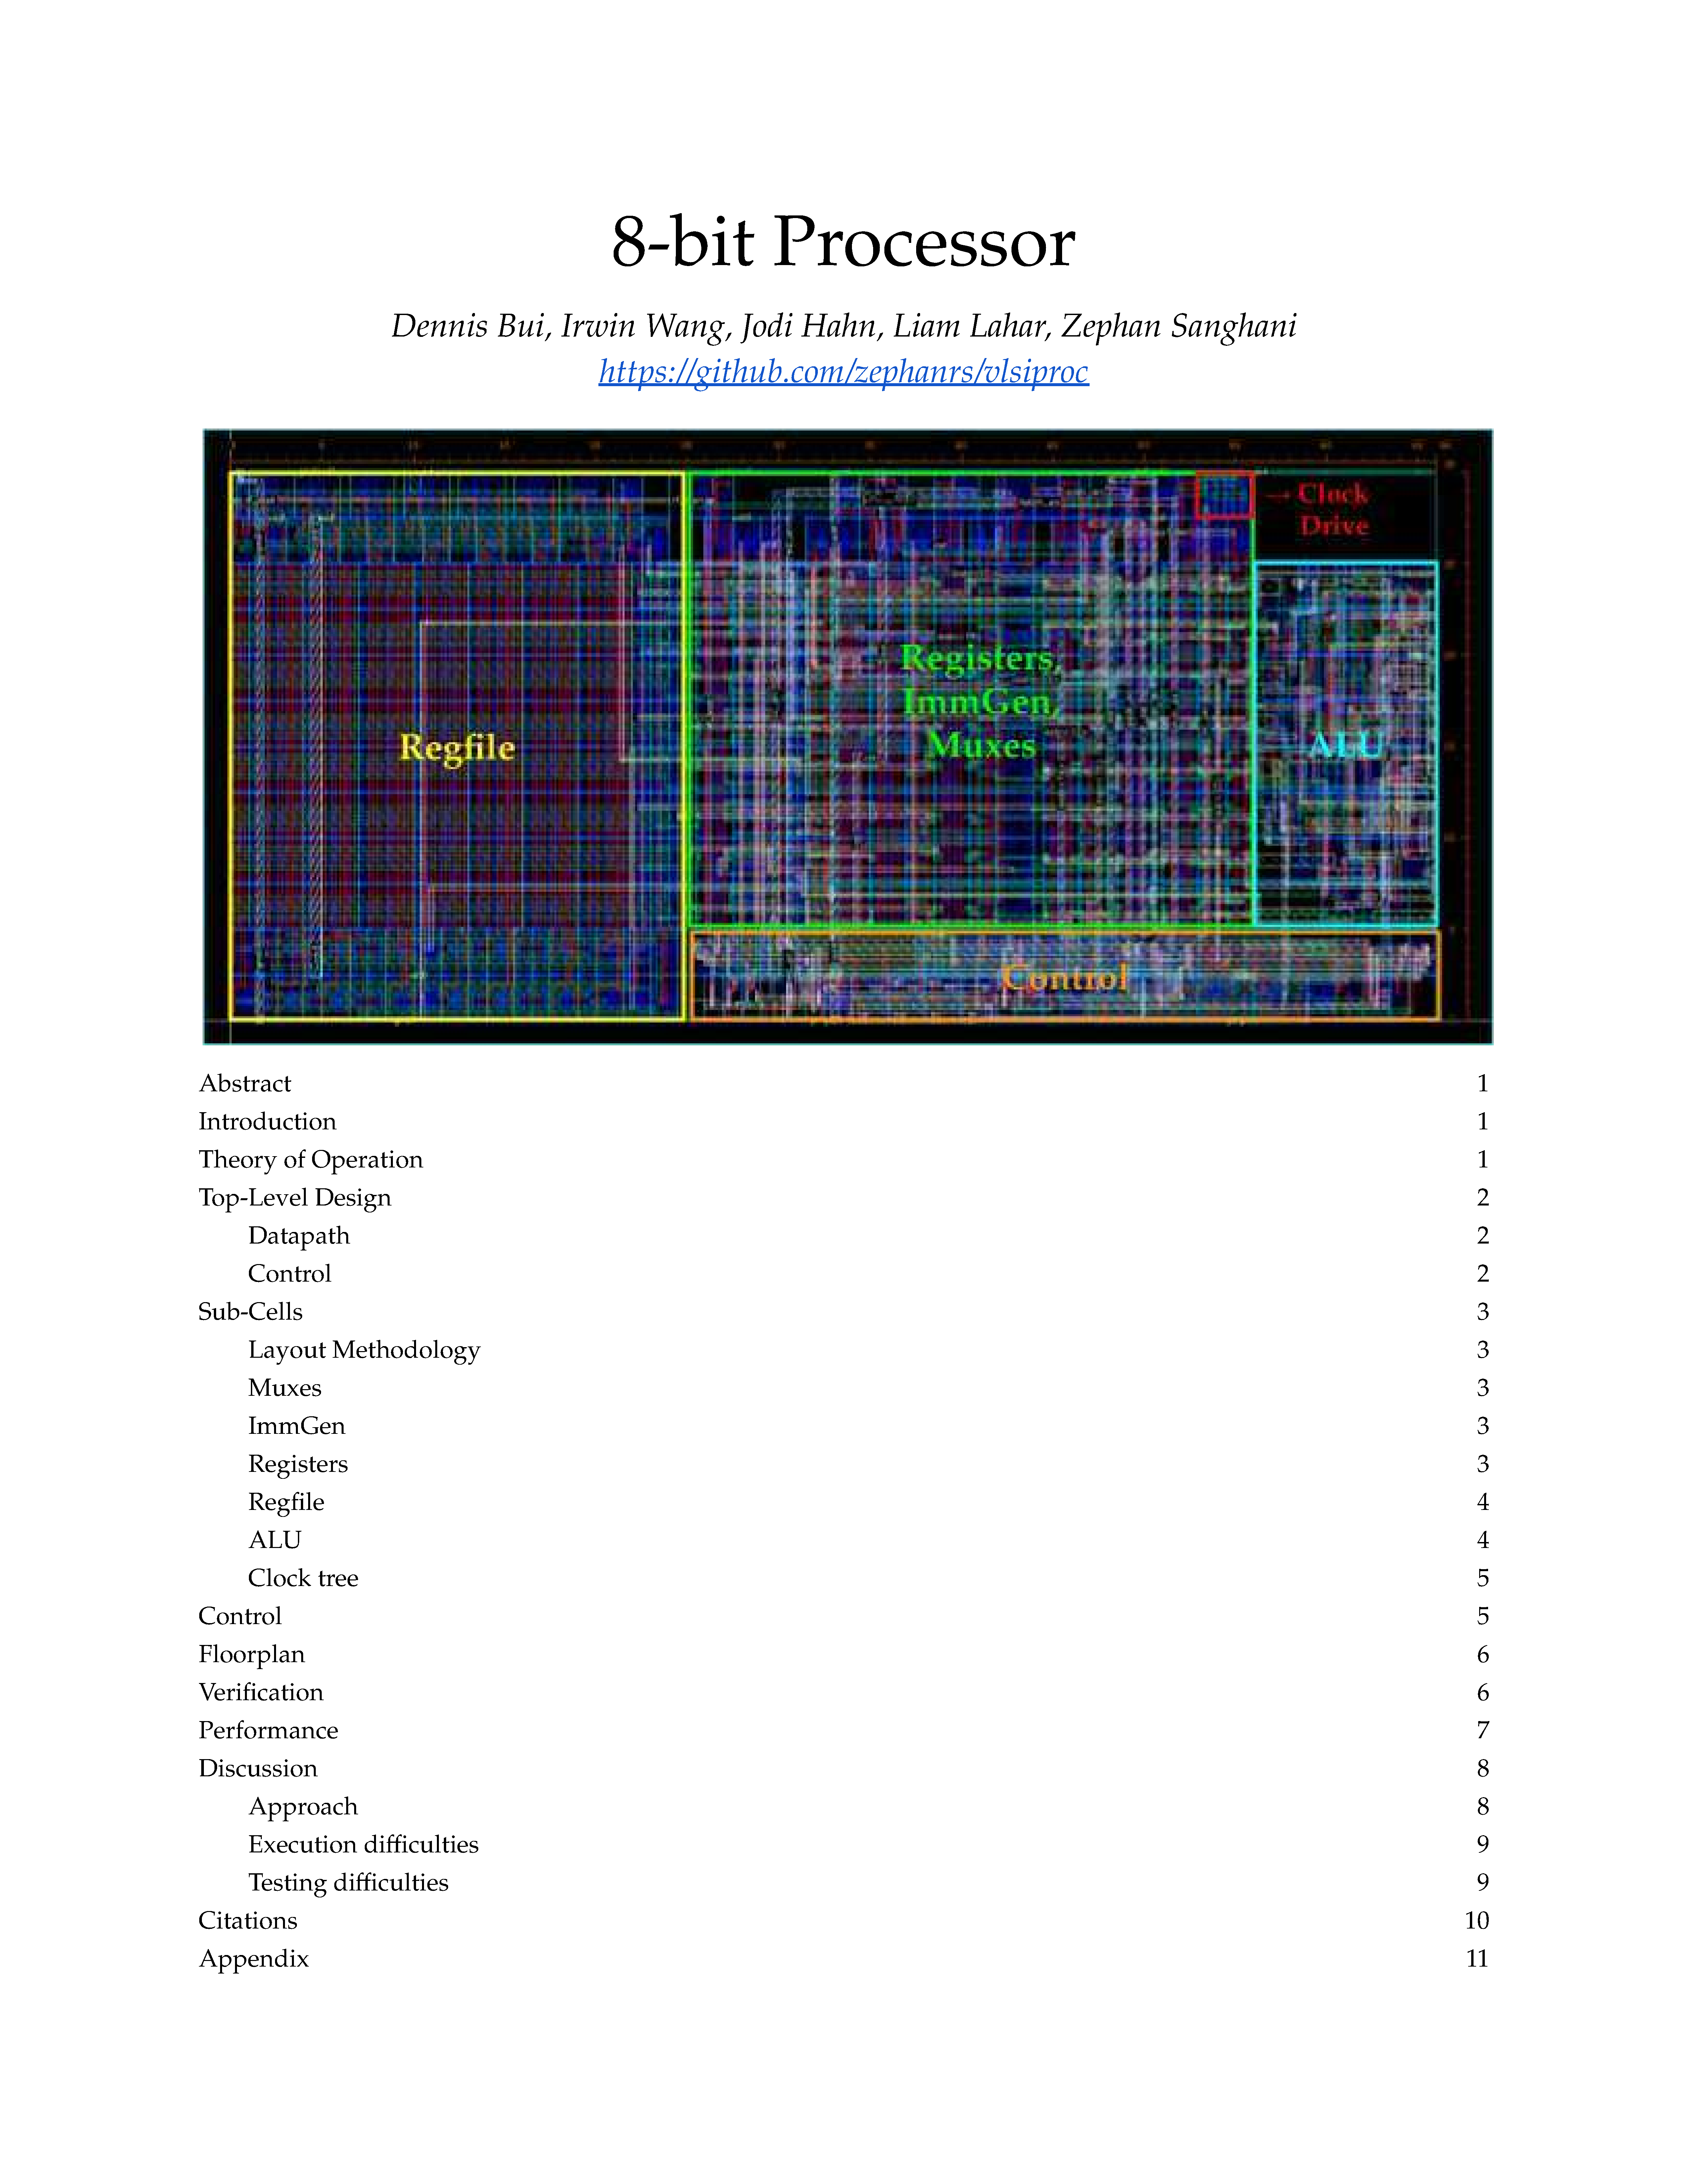 8-bit Processor
Dennis Bui, Irwin Wang, Jodi Hahn, Liam Lahar, Zephan Sanghani
https://github.com/zephanrs/vlsiproc
→ Clock
Drive
Registers,
ImmGen,
Muxes
Regfile
ALU
Control
Abstract 1
Introduction 1
Theory of Operation 1
Top-Level Design 2
Datapath 2
Control 2
Sub-Cells 3
Layout Methodology 3
Muxes 3
ImmGen 3
Registers 3
Regfile 4
ALU 4
Clock tree 5
Control 5
Floorplan 6
Verification 6
Performance 7
Discussion 8
Approach 8
Execution difficulties 9
Testing difficulties 9
Citations 10
Appendix 11